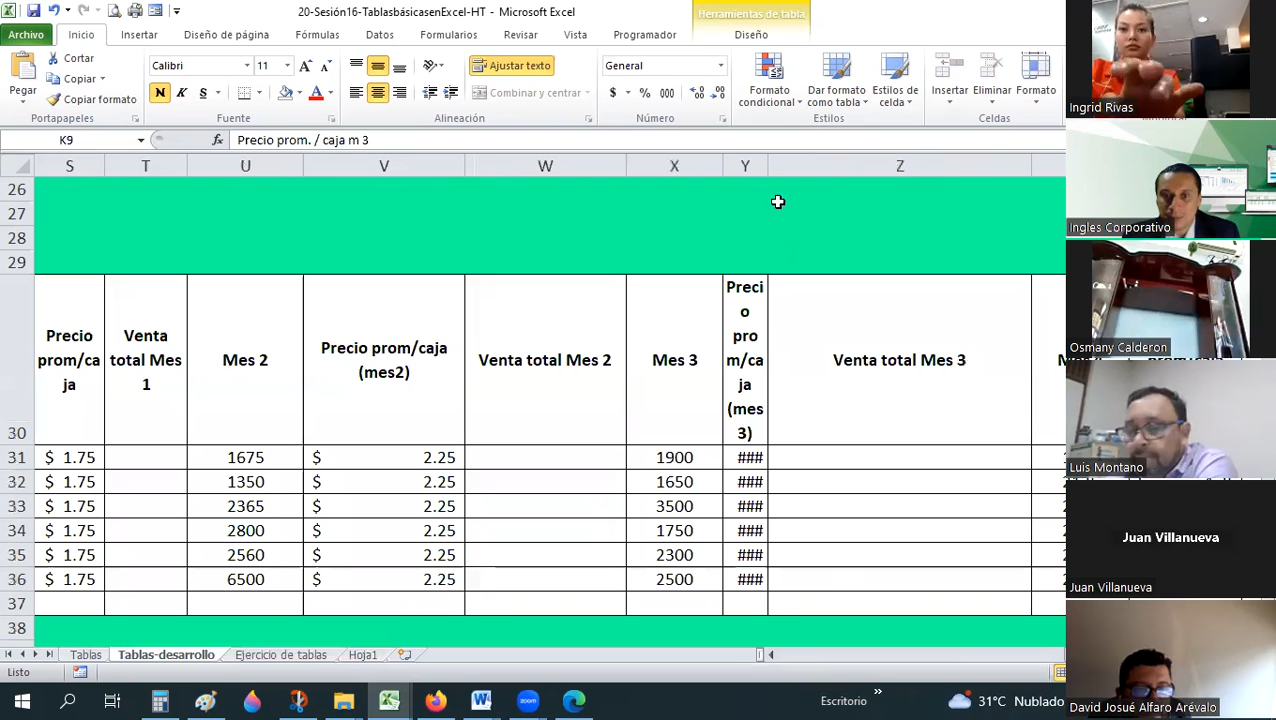 20-Sesión16-TablasbásicasenExcel-HT - Microsoft Excel
Herramientas de tabla
Archivo Inicio Insertar Diseño de página Fórmulas Datos Formularios Revisar Vista Programador Diseño
Pegar
Cortar
Copiar
Copiar formato
Portapapeles
Calibri 11
N K S
Fuente
Ajustar texto
Combinar y centrar
Alineación
General
$ % 000
Número
Formato condicional
Dar formato como tabla
Estilos de celda
Estilos
Insertar Eliminar Formato
Celdas
K9 fx Precio prom. / caja m 3
S T U V W X Y Z
26
27
28
29
30 Precio prom/caja Venta total Mes 1 Mes 2 Precio prom/caja (mes2) Venta total Mes 2 Mes 3 Precio prom/caja (mes 3) Venta total Mes 3
31 $ 1.75 1675 $ 2.25 1900 ###
32 $ 1.75 1350 $ 2.25 1650 ###
33 $ 1.75 2365 $ 2.25 3500 ###
34 $ 1.75 2800 $ 2.25 1750 ###
35 $ 1.75 2560 $ 2.25 2300 ###
36 $ 1.75 6500 $ 2.25 2500 ###
37
38
Tablas Tablas-desarrollo Ejercicio de tablas Hoja1
Listo
Escritorio » 31°C Nublado
Ingrid Rivas
Ingles Corporativo
Osmany Calderon
Luis Montano
Juan Villanueva
Juan Villanueva
David Josué Alfaro Arévalo